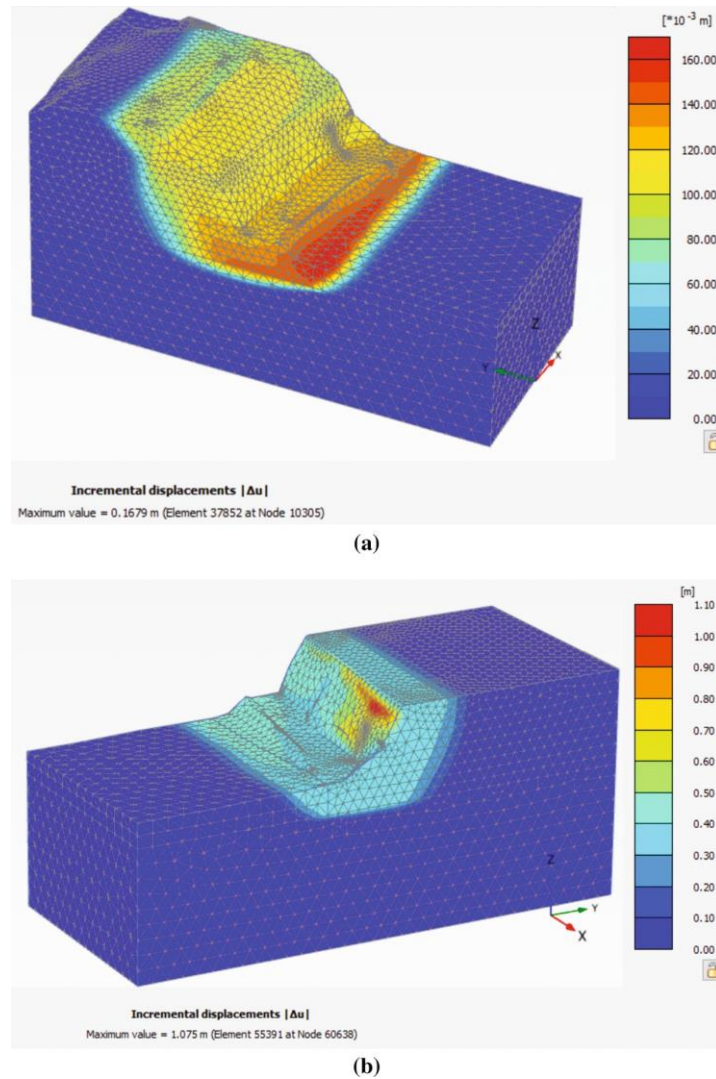 [*10⁻³ m]
160.00
140.00
120.00
100.00
80.00
60.00
40.00
20.00
0.00
Z
Y
X
Incremental displacements |Δu|
Maximum value = 0.1679 m (Element 37852 at Node 10305)
(a)
[m]
1.10
1.00
0.90
0.80
0.70
0.60
0.50
0.40
0.30
0.20
0.10
0.00
Z
Y
X
Incremental displacements |Δu|
Maximum value = 1.075 m (Element 55391 at Node 60638)
(b)